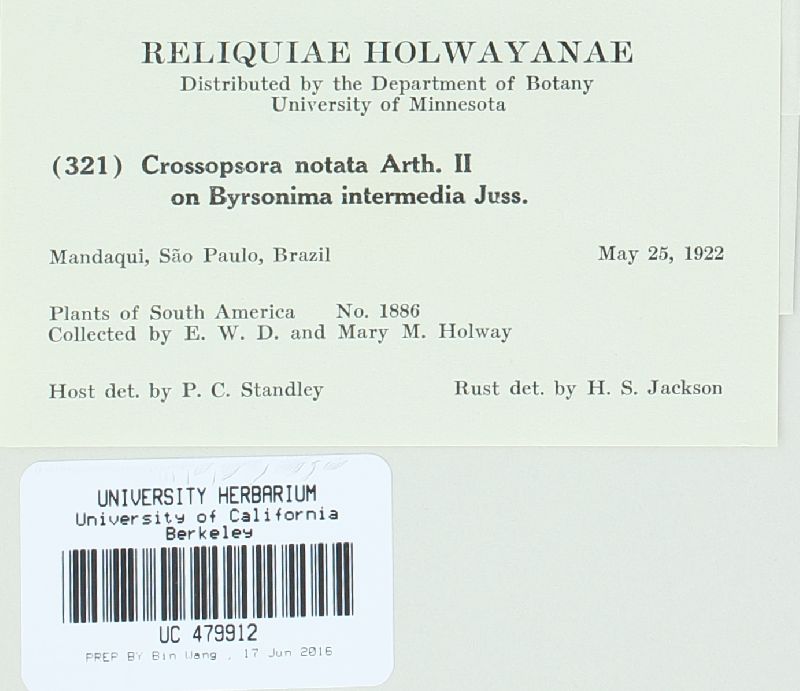 RELIQUIAE HOLWAYANAE
Distributed by the Department of Botany
University of Minnesota
(321) Crossopsora notata Arth. II
on Byrsonima intermedia Juss.
Mandaqui, São Paulo, Brazil May 25, 1922
Plants of South America No. 1886
Collected by E. W. D. and Mary M. Holway
Host det. by P. C. Standley Rust det. by H. S. Jackson
UNIVERSITY HERBARIUM
University of California
Berkeley
UC 479912
PREP BY Bin Wang , 17 Jun 2016